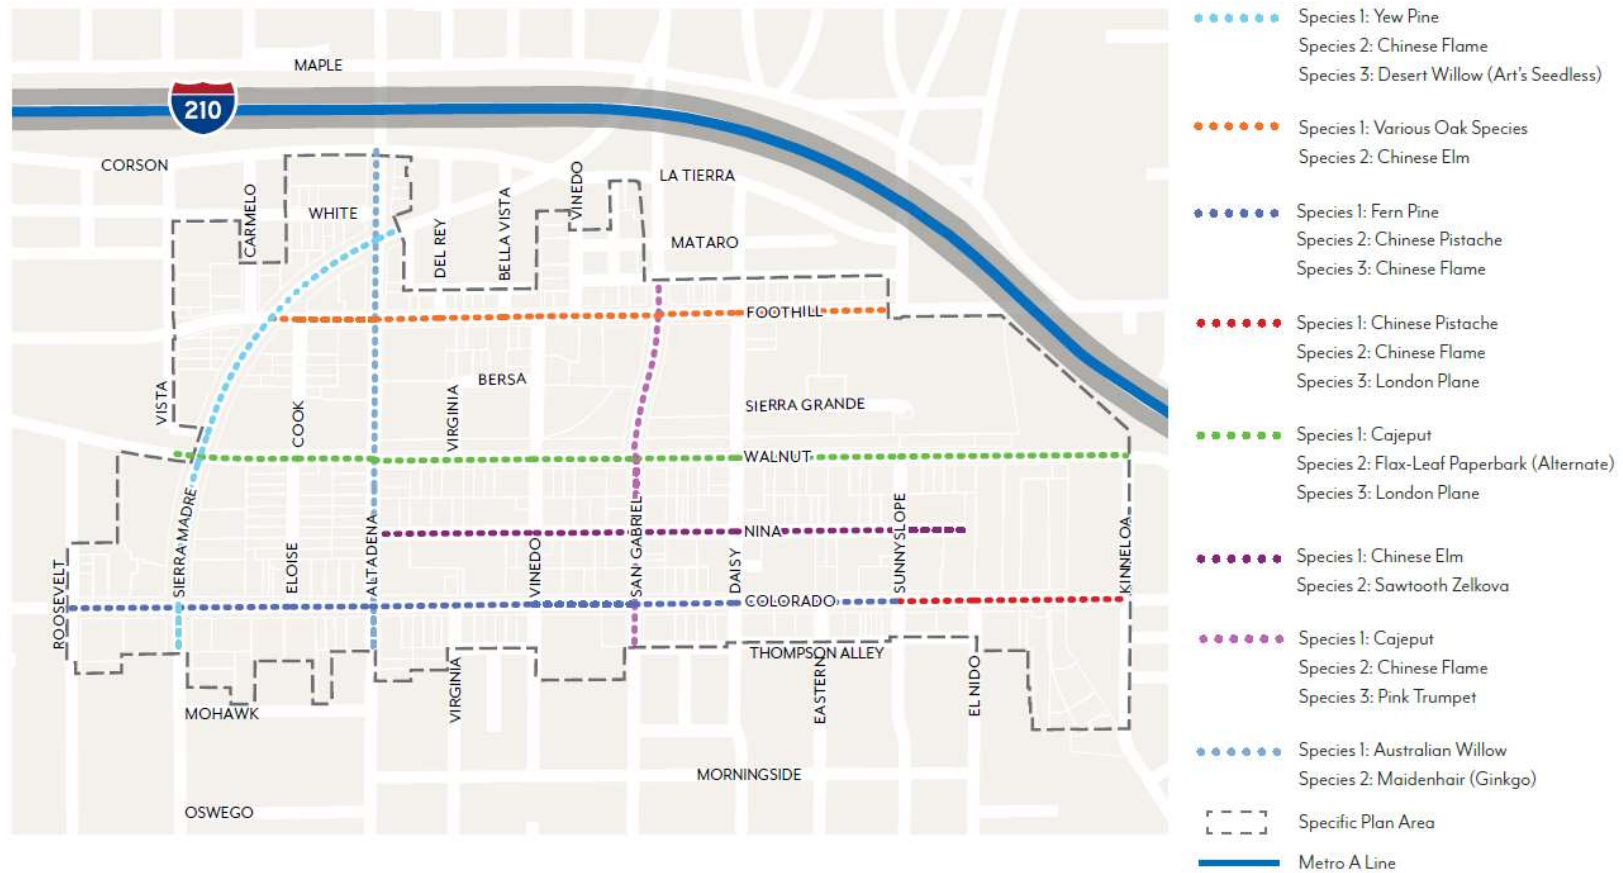 MAPLE
210
CORSON
CARMELO
WHITE
DEL REY
BELLA VISTA
VINEDO
LA TIERRA
MATARO
FOOTHILL
VISTA
COOK
BERSA
VIRGINIA
SIERRA GRANDE
WALNUT
SIERRA MADRE
ELOISE
ALTADENA
VINEDO
SAN GABRIEL
NINA
DAISY
SUNNYSLOPE
KINNELOA
ROOSEVELT
COLORADO
THOMPSON ALLEY
VIRGINIA
EASTERN
EL NIDO
MOHAWK
MORNINGSIDE
OSWEGO
Species 1: Yew Pine
Species 2: Chinese Flame
Species 3: Desert Willow (Art's Seedless)
Species 1: Various Oak Species
Species 2: Chinese Elm
Species 1: Fern Pine
Species 2: Chinese Pistache
Species 3: Chinese Flame
Species 1: Chinese Pistache
Species 2: Chinese Flame
Species 3: London Plane
Species 1: Cajeput
Species 2: Flax-Leaf Paperbark (Alternate)
Species 3: London Plane
Species 1: Chinese Elm
Species 2: Sawtooth Zelkova
Species 1: Cajeput
Species 2: Chinese Flame
Species 3: Pink Trumpet
Species 1: Australian Willow
Species 2: Maidenhair (Ginkgo)
Specific Plan Area
Metro A Line